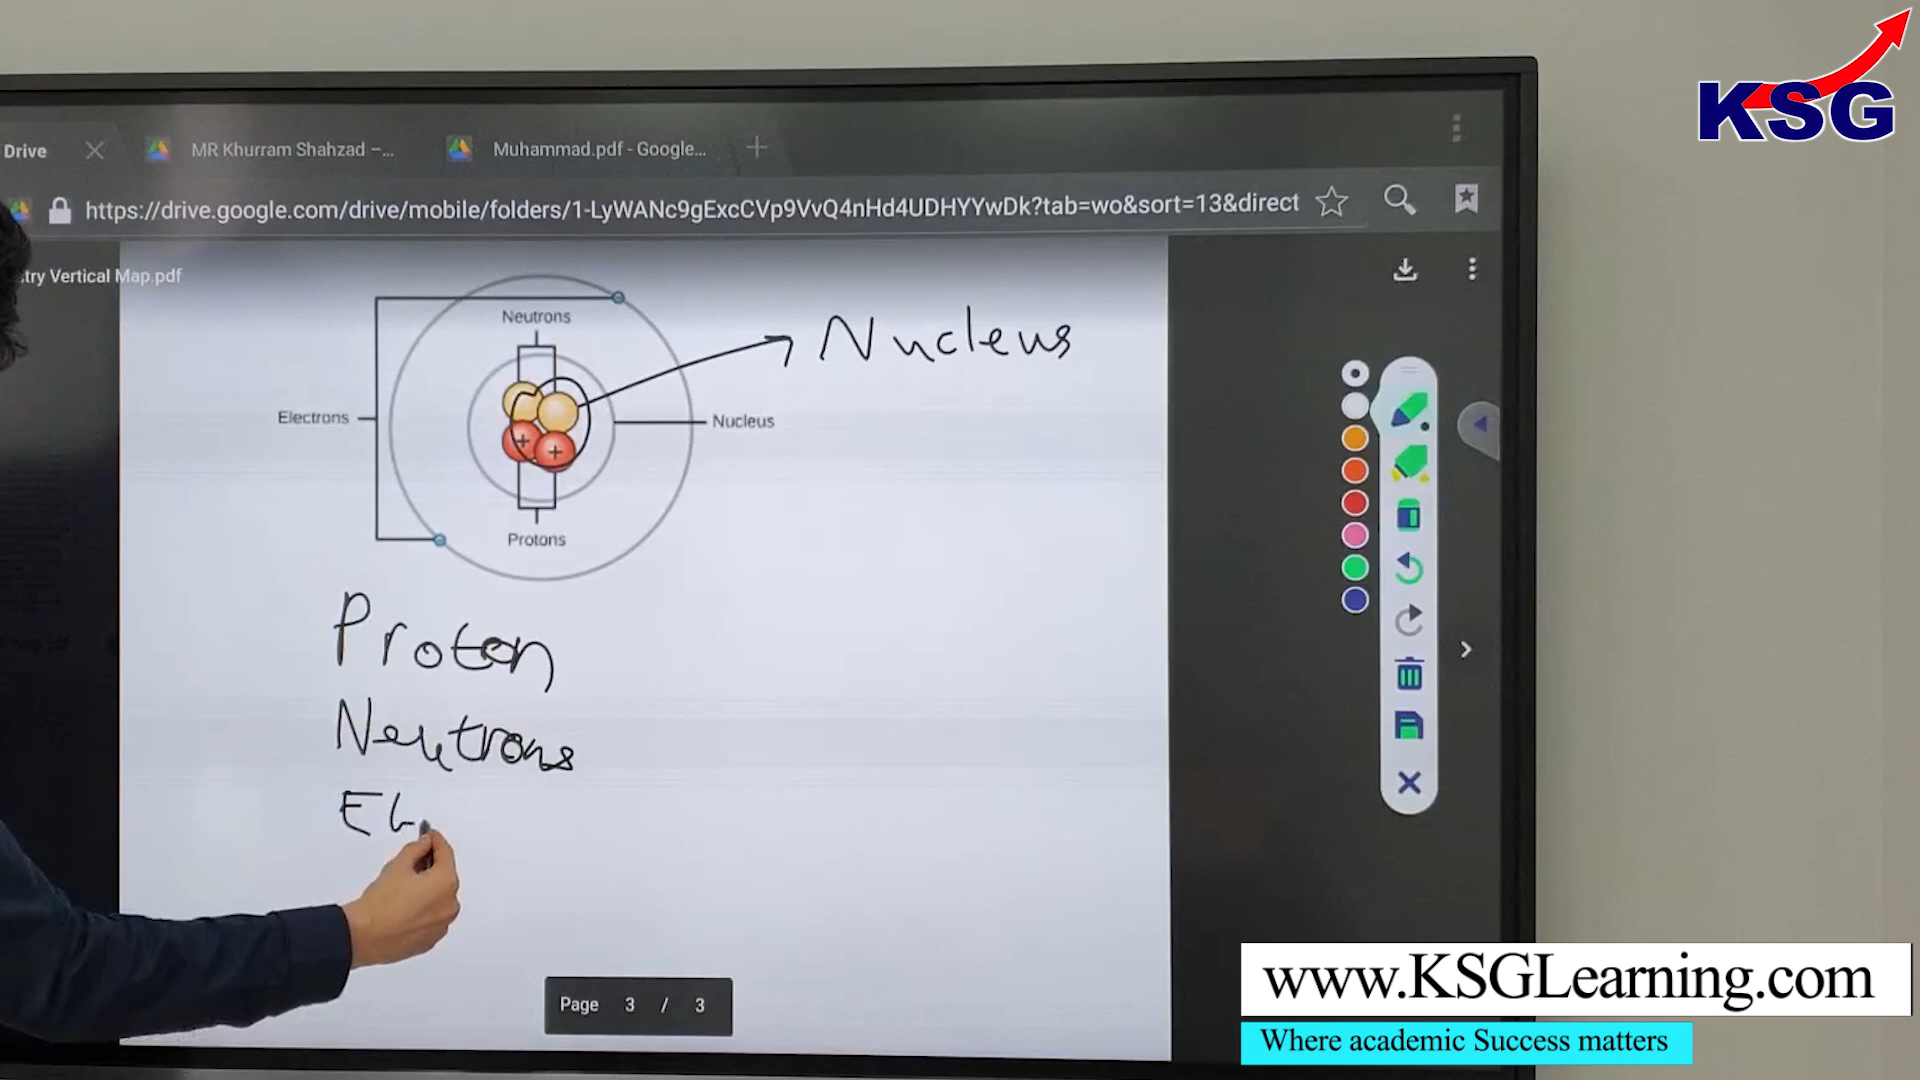 KSG
Drive
MR Khurram Shahzad –...
Muhammad.pdf - Google...
https://drive.google.com/drive/mobile/folders/1-LyWANc9gExcCVp9VvQ4nHd4UDHYYwDk?tab=wo&sort=13&direct
try Vertical Map.pdf
Neutrons
Nucleus
Electrons
Nucleus
Protons
Proton
Neutrons
El
Page 3 / 3
www.KSGLearning.com
Where academic Success matters